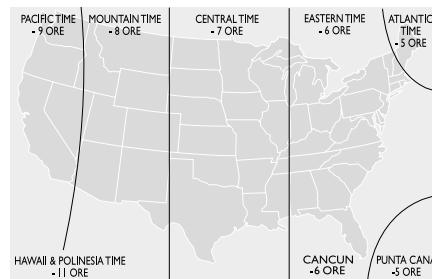 PACIFIC TIME
- 9 ORE
MOUNTAIN TIME
- 8 ORE
CENTRAL TIME
- 7 ORE
EASTERN TIME
- 6 ORE
ATLANTIC
TIME
- 5 ORE
HAWAII & POLINESIA TIME
- 11 ORE
CANCUN
-6 ORE
PUNTA CANA
-5 ORE